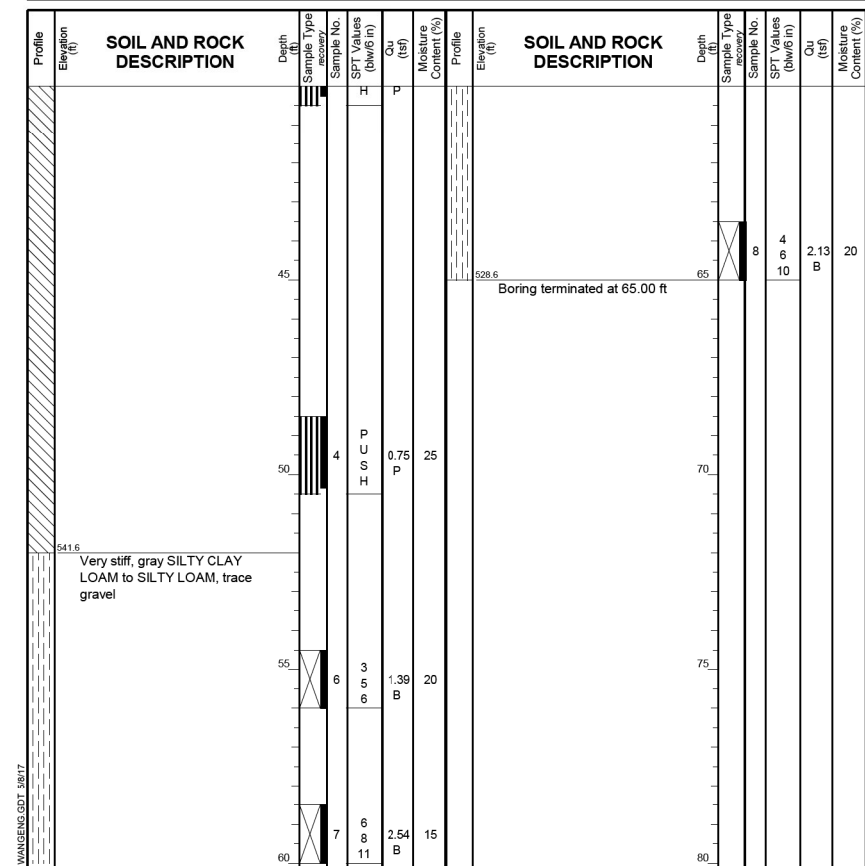 Profile
Elevation
(ft)
SOIL AND ROCK
DESCRIPTION
Depth
(ft)
Sample Type
recovery
Sample No.
SPT Values
(blw/6 in)
Qu
(tsf)
Moisture
Content (%)
Profile
Elevation
(ft)
SOIL AND ROCK
DESCRIPTION
Depth
(ft)
Sample Type
recovery
Sample No.
SPT Values
(blw/6 in)
Qu
(tsf)
Moisture
Content (%)
H
P
45
4
P
U
S
H
0.75
P
25
50
541.6
Very stiff, gray SILTY CLAY
LOAM to SILTY LOAM, trace
gravel
55
6
3
5
6
1.39
B
20
60
7
6
8
11
2.54
B
15
8
4
6
10
2.13
B
20
528.6
65
Boring terminated at 65.00 ft
70
75
80
WANGENG.GDT 5/8/17